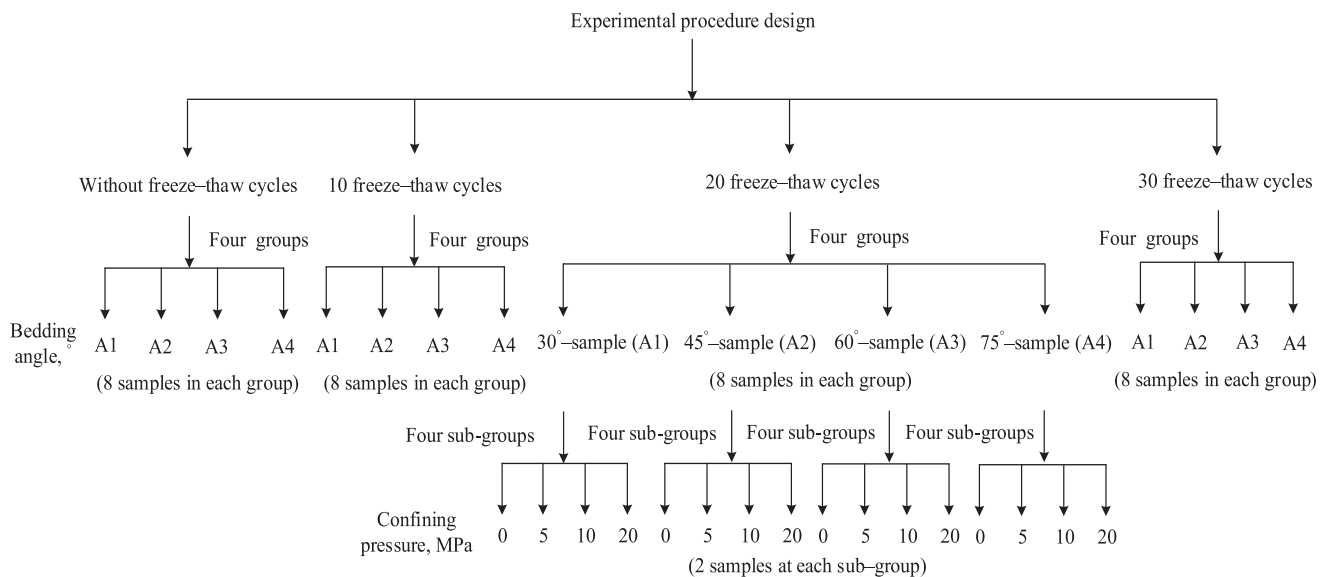 Experimental procedure design
Without freeze–thaw cycles 10 freeze–thaw cycles 20 freeze–thaw cycles 30 freeze–thaw cycles
Four groups Four groups Four groups Four groups
Bedding
angle,°
A1 A2 A3 A4 A1 A2 A3 A4 30°–sample (A1) 45°–sample (A2) 60°–sample (A3) 75°–sample (A4) A1 A2 A3 A4
(8 samples in each group) (8 samples in each group) (8 samples in each group) (8 samples in each group)
Four sub-groups Four sub-groups Four sub-groups Four sub-groups
Confining
pressure, MPa
0 5 10 20 0 5 10 20 0 5 10 20 0 5 10 20
(2 samples at each sub–group)